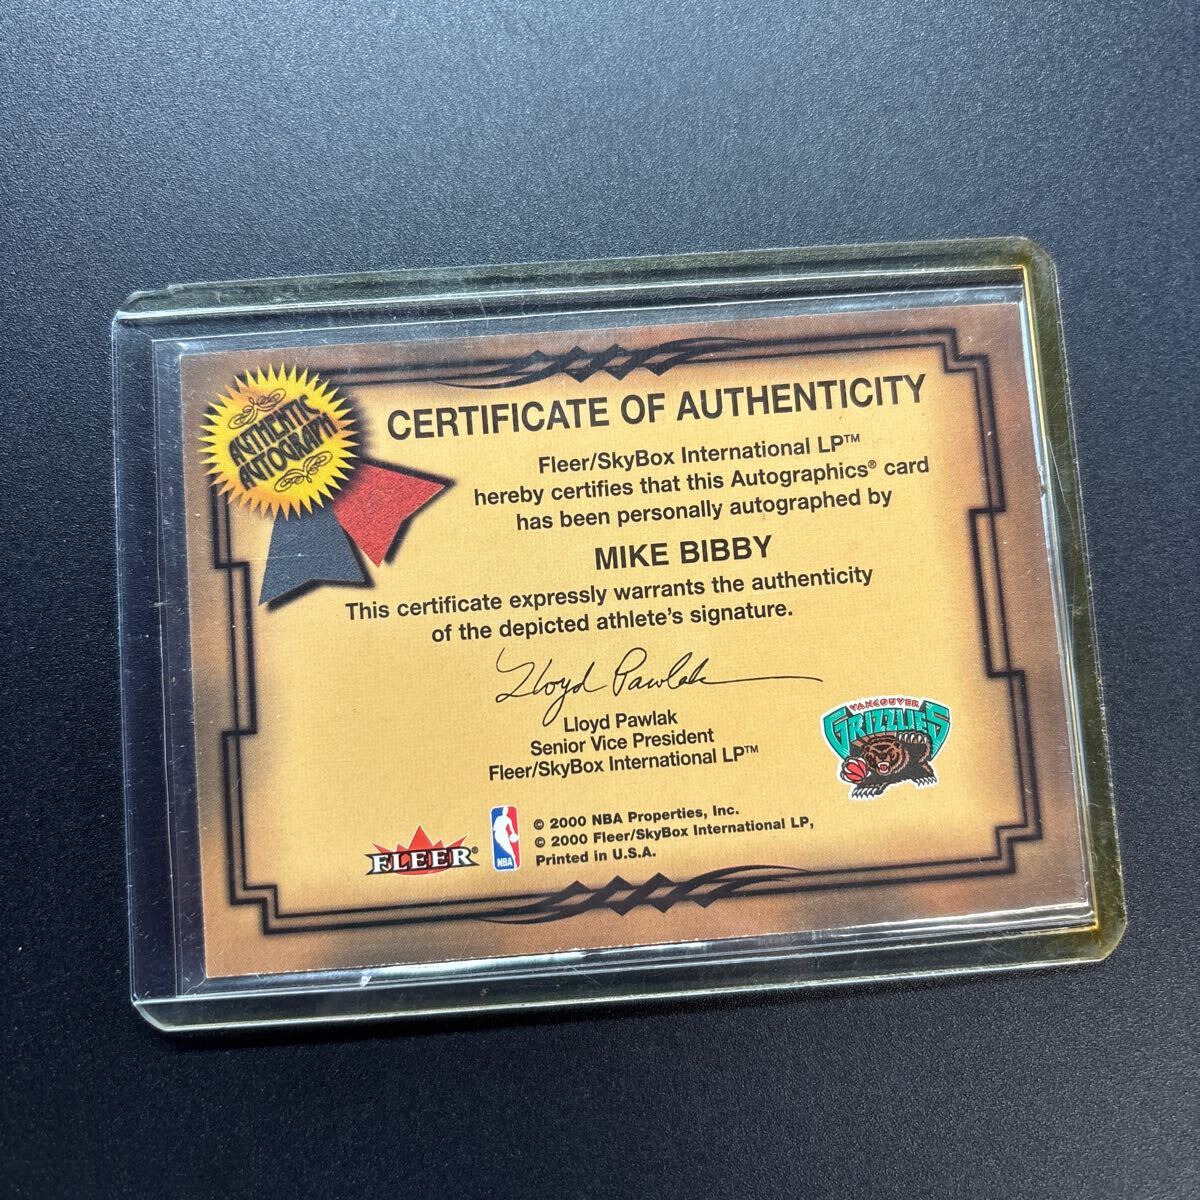 AUTHENTIC
AUTOGRAPH
CERTIFICATE OF AUTHENTICITY
Fleer/SkyBox International LP™
hereby certifies that this Autographics® card
has been personally autographed by
MIKE BIBBY
This certificate expressly warrants the authenticity
of the depicted athlete's signature.
Lloyd Pawlak
Lloyd Pawlak
Senior Vice President
Fleer/SkyBox International LP™
VANCOUVER
GRIZZLIES
FLEER®
NBA
© 2000 NBA Properties, Inc.
© 2000 Fleer/SkyBox International LP,
Printed in U.S.A.